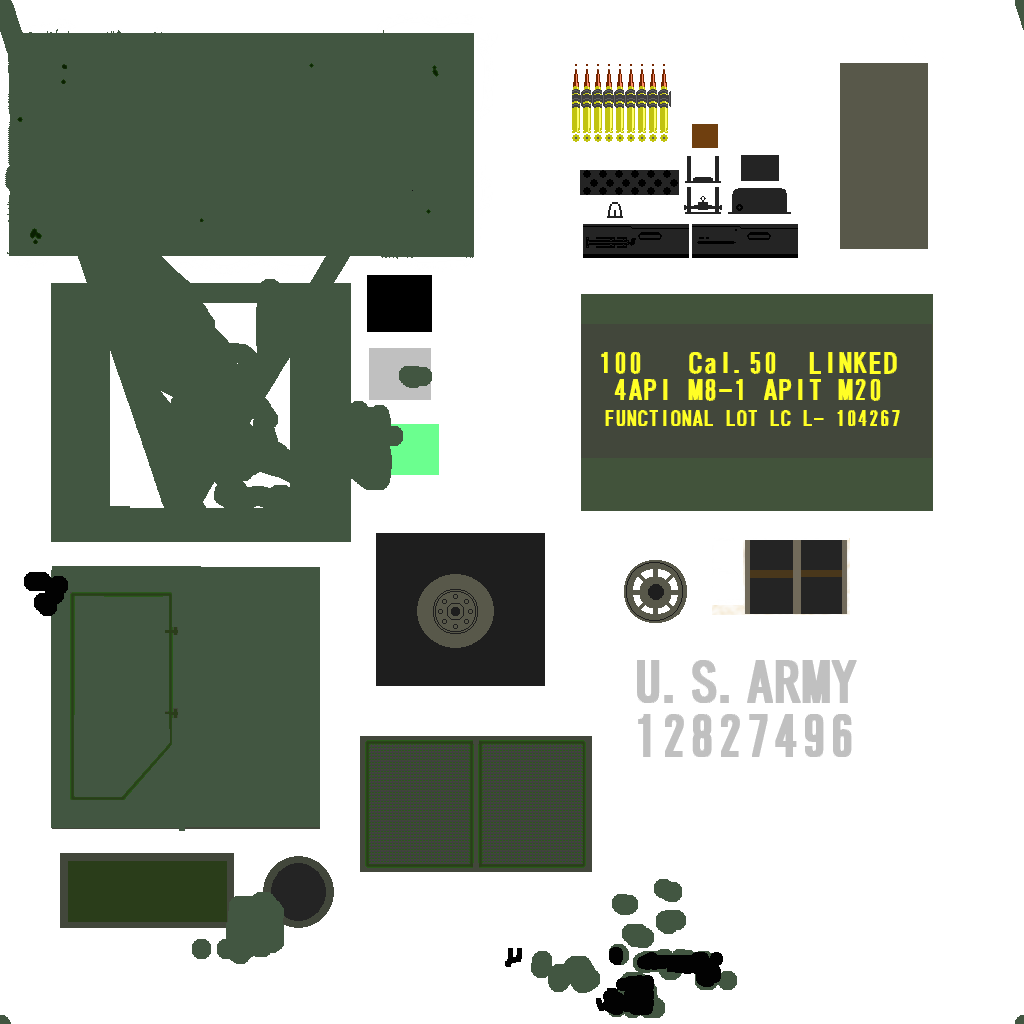 100 Cal.50 LINKED
4API M8-1 APIT M20
FUNCTIONAL LOT LC L- 104267
U. S. ARMY
12827496